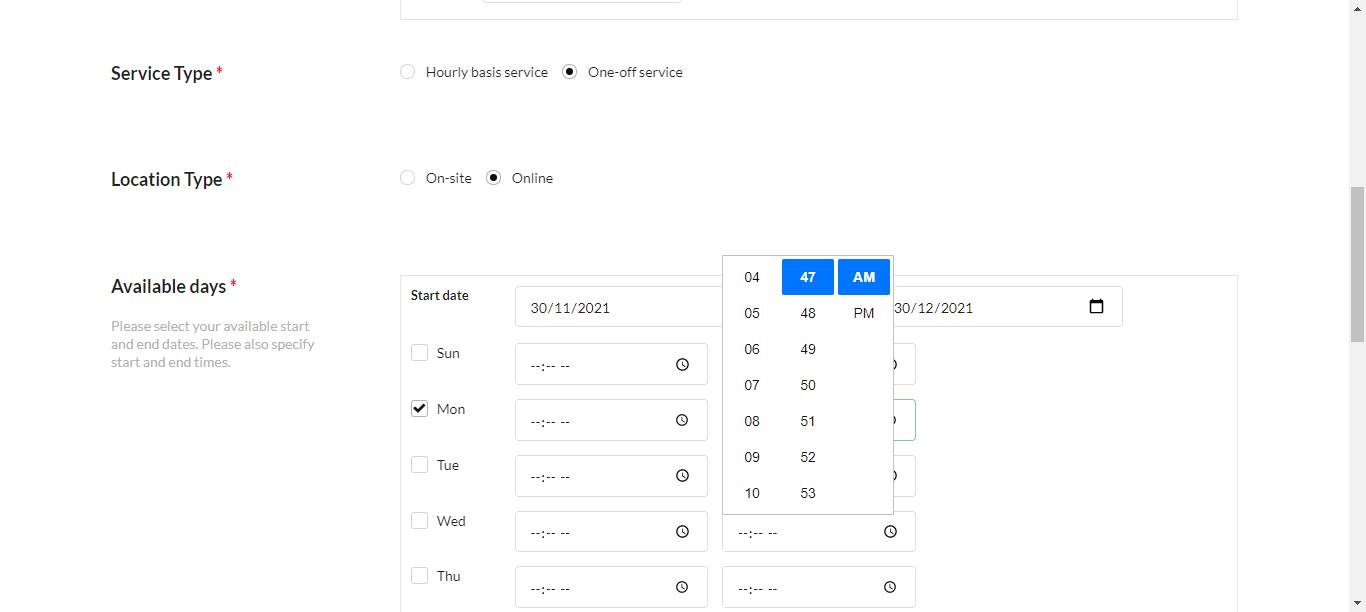 Service Type *
Hourly basis service
One-off service
Location Type *
On-site
Online
Available days *
Please select your available start
and end dates. Please also specify
start and end times.
Start date
30/11/2021
30/12/2021
04 47 AM
05 48 PM
06 49
07 50
08 51
09 52
10 53
Sun --:-- --
Mon --:-- --
Tue --:-- --
Wed --:-- -- --:-- --
Thu --:-- -- --:-- --